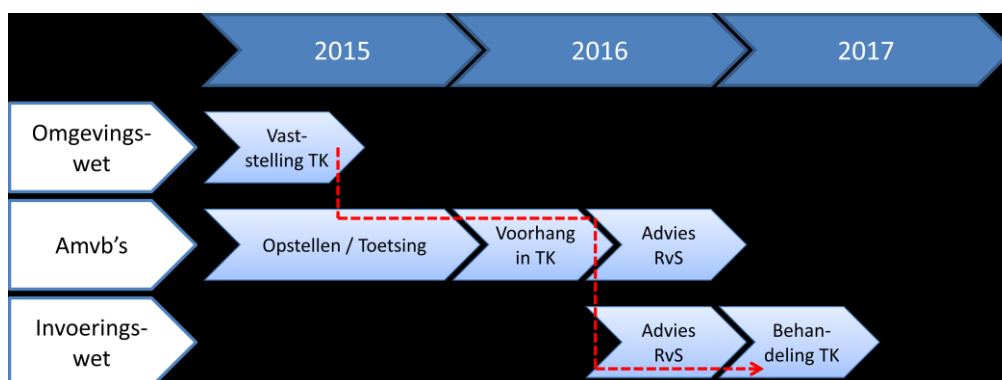 2015
2016
2017
Omgevings-
wet
Vast-
stelling TK
Amvb's
Opstellen / Toetsing
Voorhang
in TK
Advies
RvS
Invoerings-
wet
Advies
RvS
Behan-
deling TK